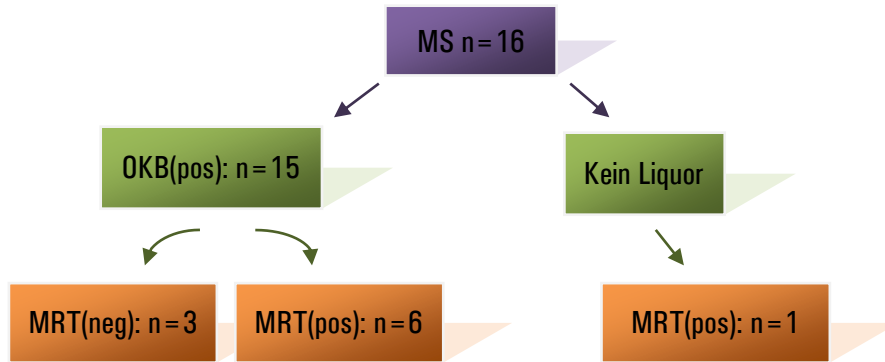 MS n=16
OKB(pos): n=15
Kein Liquor
MRT(neg): n=3
MRT(pos): n=6
MRT(pos): n=1